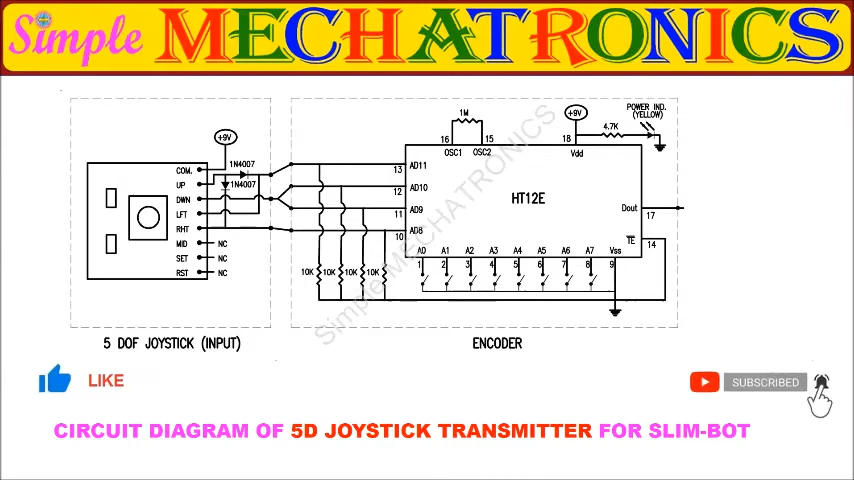 Simple MECHATRONICS
1M
+9V
POWER IND.
(YELLOW)
4.7K
16 15 18
OSC1 OSC2 Vdd
+9V
1N4007
1N4007
COM.
UP
DWN
LFT
RHT
MID NC
SET NC
RST NC
13 AD11
12 AD10
11 AD9
10 AD8
HT12E
Dout
17
TE
14
A0 A1 A2 A3 A4 A5 A6 A7 Vss
1 2 3 4 5 6 7 8 9
10K 10K 10K 10K
Simple MECHATRONICS
5 DOF JOYSTICK (INPUT) ENCODER
LIKE
SUBSCRIBED
CIRCUIT DIAGRAM OF 5D JOYSTICK TRANSMITTER FOR SLIM-BOT